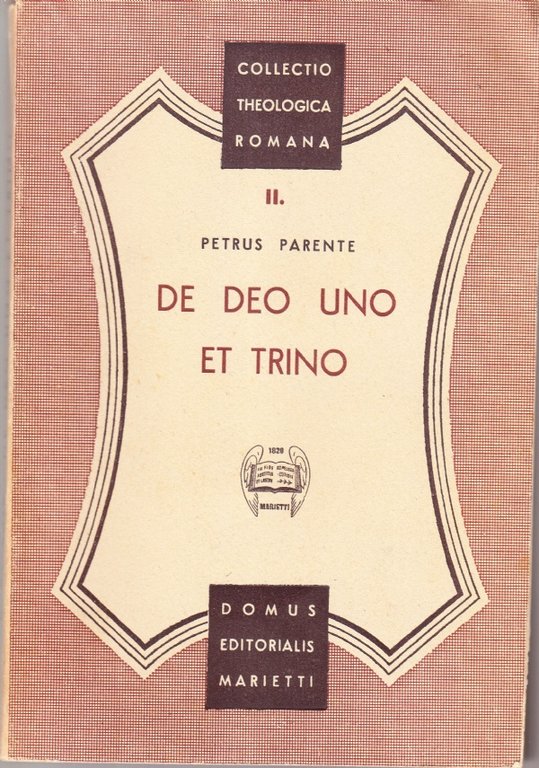 COLLECTIO
THEOLOGICA
ROMANA
II.
PETRUS PARENTE
DE DEO UNO
ET TRINO
1820
MARIETTI
DOMUS
EDITORIALIS
MARIETTI